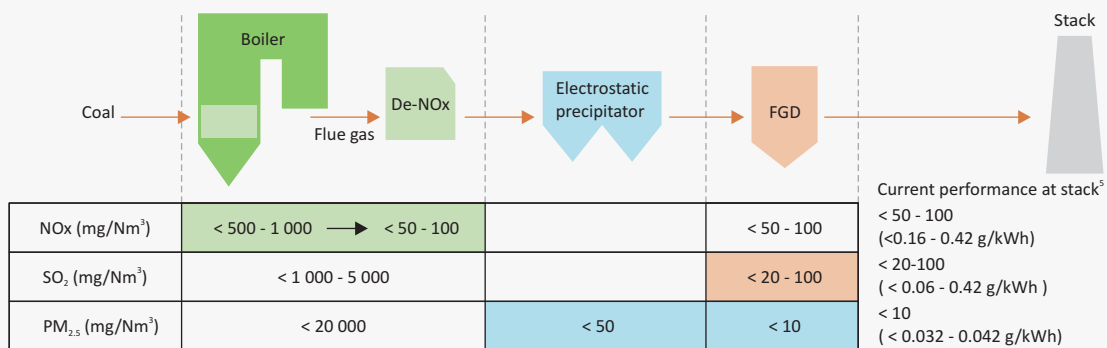 Stack
Boiler
De-NOx
Electrostatic
precipitator
FGD
Coal
Flue gas
Current performance at stack⁵
NOx (mg/Nm³)
< 500 - 1 000
< 50 - 100
< 50 - 100
< 50 - 100
(<0.16 - 0.42 g/kWh)
SO₂ (mg/Nm³)
< 1 000 - 5 000
< 20 - 100
< 20-100
( < 0.06 - 0.42 g/kWh )
PM₂.₅ (mg/Nm³)
< 20 000
< 50
< 10
< 10
( < 0.032 - 0.042 g/kWh)